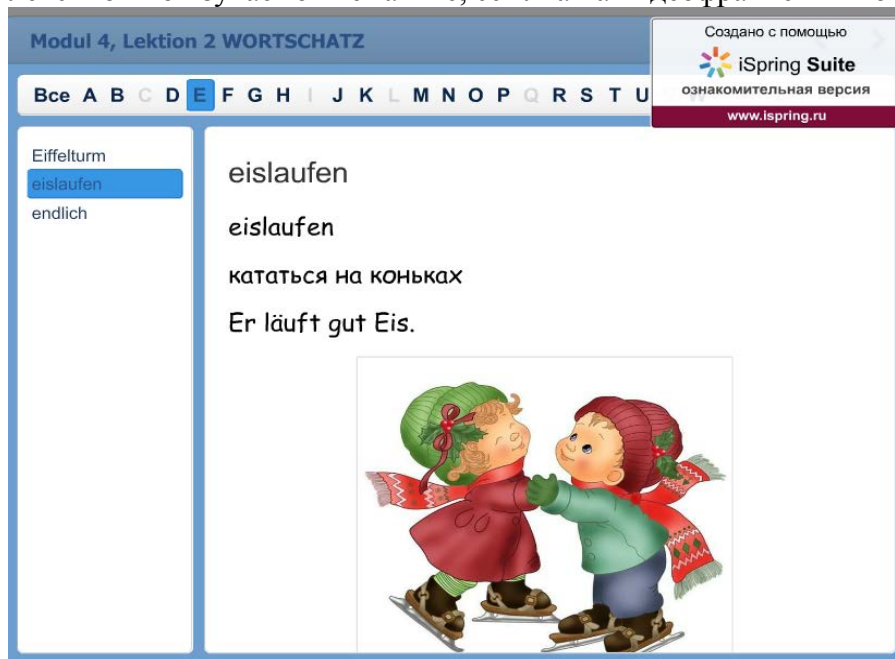 Modul 4, Lektion 2 WORTSCHATZ
Создано с помощью
iSpring Suite
ознакомительная версия
www.ispring.ru
Все A B C D E F G H I J K L M N O P Q R S T U
Eiffelturm
eislaufen
endlich
eislaufen
eislaufen
кататься на коньках
Er läuft gut Eis.